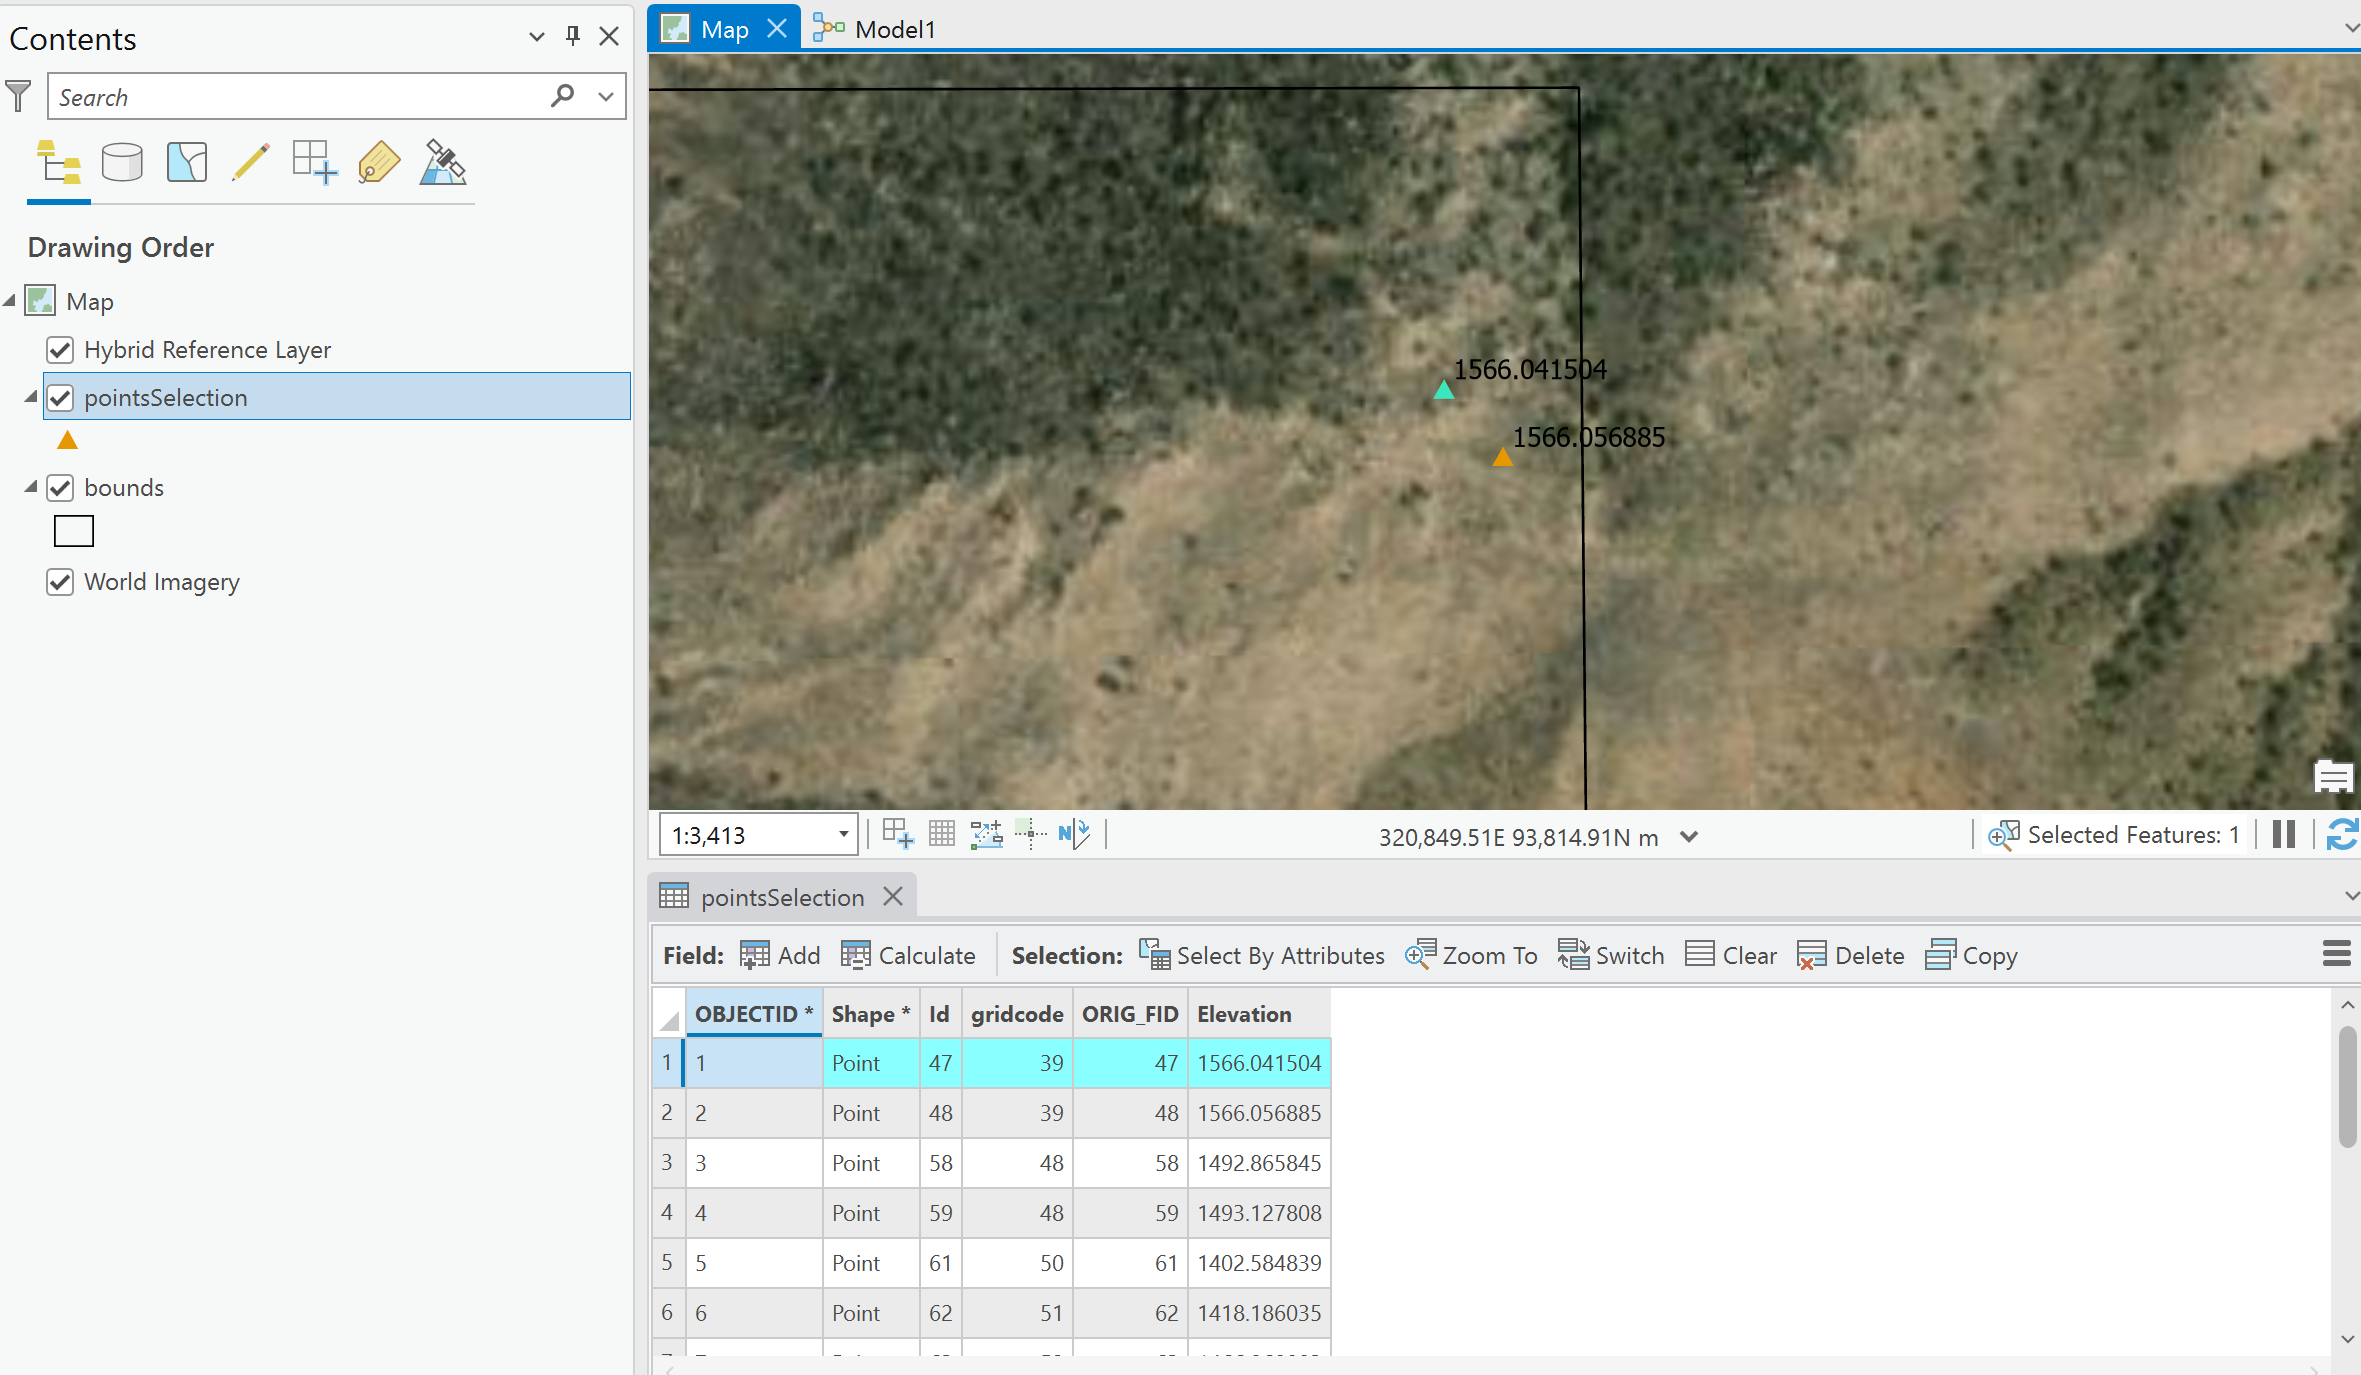 Contents
Search
Drawing Order
Map
Hybrid Reference Layer
pointsSelection
bounds
World Imagery
Map Model1
1566.041504
1566.056885
1:3,413 320,849.51E 93,814.91N m Selected Features: 1
pointsSelection
Field: Add Calculate Selection: Select By Attributes Zoom To Switch Clear Delete Copy
OBJECTID * Shape * Id gridcode ORIG_FID Elevation
1 1 Point 47 39 47 1566.041504
2 2 Point 48 39 48 1566.056885
3 3 Point 58 48 58 1492.865845
4 4 Point 59 48 59 1493.127808
5 5 Point 61 50 61 1402.584839
6 6 Point 62 51 62 1418.186035